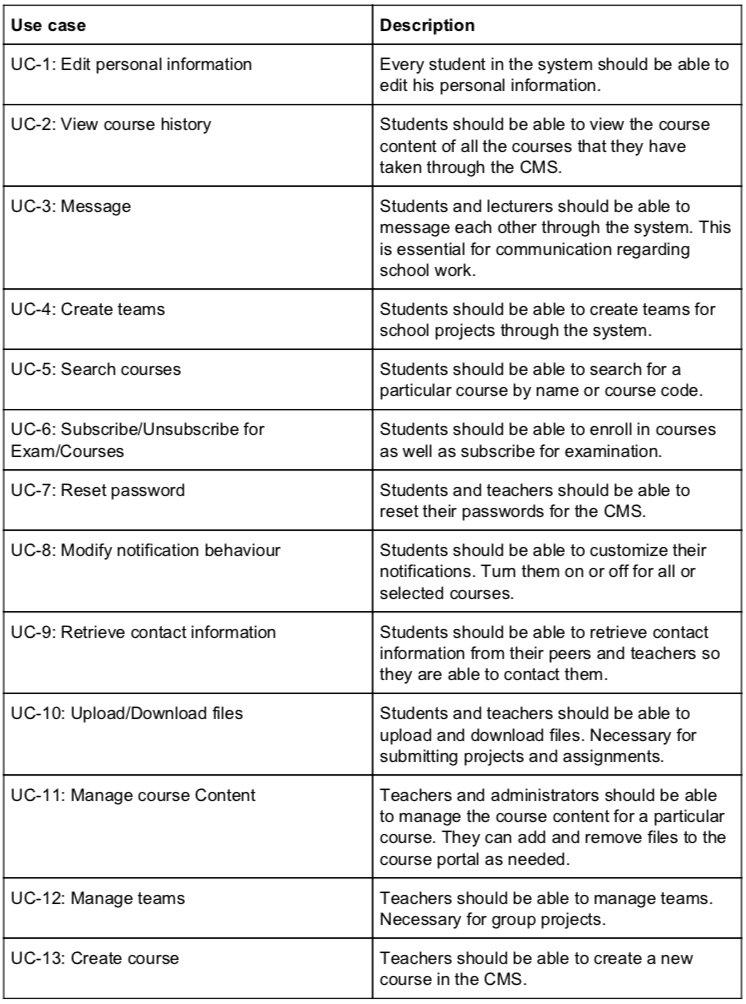 Use case
Description
UC-1: Edit personal information
Every student in the system should be able to
edit his personal information.
UC-2: View course history
Students should be able to view the course
content of all the courses that they have
taken through the CMS.
UC-3: Message
Students and lecturers should be able to
message each other through the system. This
is essential for communication regarding
school work.
UC-4: Create teams
Students should be able to create teams for
school projects through the system.
UC-5: Search courses
Students should be able to search for a
particular course by name or course code.
UC-6: Subscribe/Unsubscribe for
Exam/Courses
Students should be able to enroll in courses
as well as subscribe for examination.
UC-7: Reset password
Students and teachers should be able to
reset their passwords for the CMS.
UC-8: Modify notification behaviour
Students should be able to customize their
notifications. Turn them on or off for all or
selected courses.
UC-9: Retrieve contact information
Students should be able to retrieve contact
information from their peers and teachers so
they are able to contact them.
UC-10: Upload/Download files
Students and teachers should be able to
upload and download files. Necessary for
submitting projects and assignments.
UC-11: Manage course Content
Teachers and administrators should be able
to manage the course content for a particular
course. They can add and remove files to the
course portal as needed.
UC-12: Manage teams
Teachers should be able to manage teams.
Necessary for group projects.
UC-13: Create course
Teachers should be able to create a new
course in the CMS.